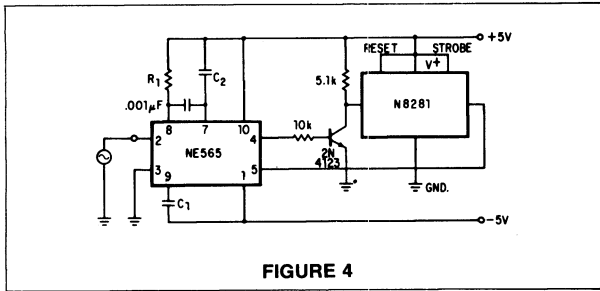 +5V
RESET STROBE
R1
C2
5.1k
V+
N8281
.001µF
8 7 10
10k
2 4
NE565
2N
4123
3 5
9 1
GND.
C1
-5V
FIGURE 4